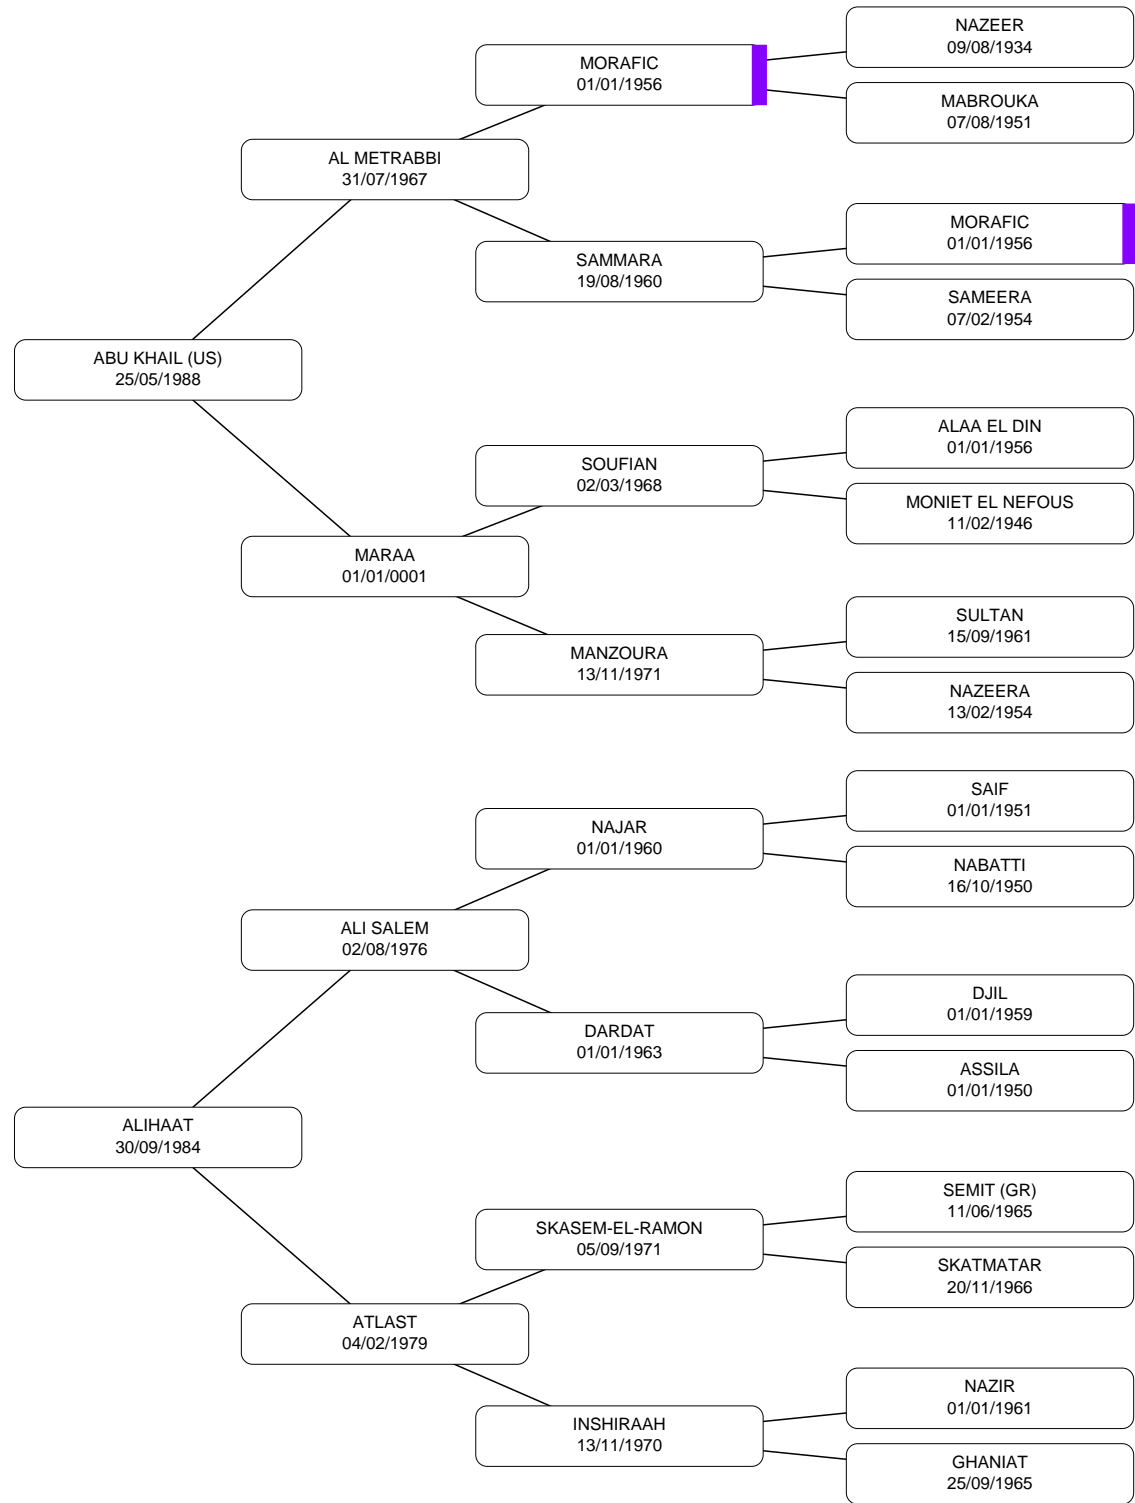 NAZEER
09/08/1934
MORAFIC
01/01/1956
MABROUKA
07/08/1951
AL METRABBI
31/07/1967
MORAFIC
01/01/1956
SAMMARA
19/08/1960
SAMEERA
07/02/1954
ABU KHAIL (US)
25/05/1988
ALAA EL DIN
01/01/1956
SOUFIAN
02/03/1968
MONIET EL NEFOUS
11/02/1946
MARAA
01/01/0001
SULTAN
15/09/1961
MANZOURA
13/11/1971
NAZEERA
13/02/1954
SAIF
01/01/1951
NAJAR
01/01/1960
NABATTI
16/10/1950
ALI SALEM
02/08/1976
DJIL
01/01/1959
DARDAT
01/01/1963
ASSILA
01/01/1950
ALIHAAT
30/09/1984
SEMIT (GR)
11/06/1965
SKASEM-EL-RAMON
05/09/1971
SKATMATAR
20/11/1966
ATLAST
04/02/1979
NAZIR
01/01/1961
INSHIRAAH
13/11/1970
GHANIAT
25/09/1965